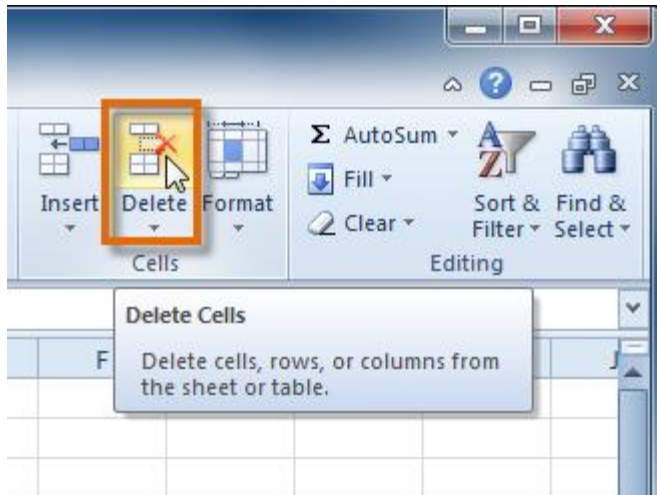 Σ AutoSum
Fill
Clear
Insert Delete Format
Sort & Filter
Find & Select
Cells
Editing
Delete Cells
Delete cells, rows, or columns from
the sheet or table.
F
J